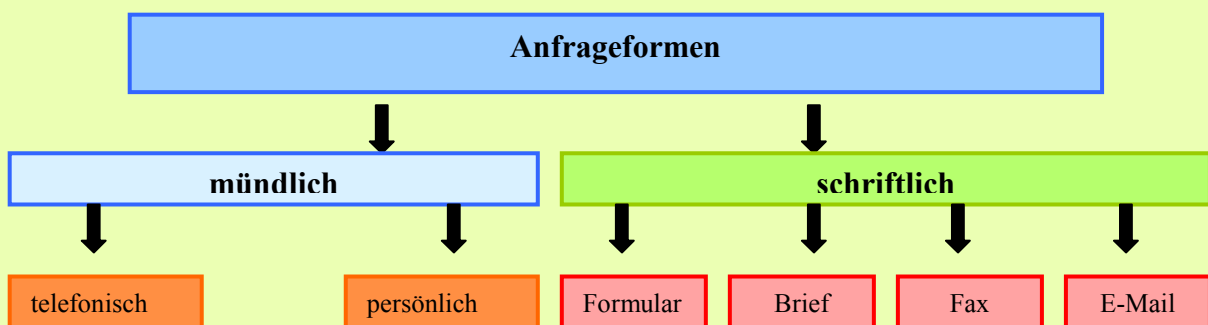 Anfrageformen
mündlich
schriftlich
telefonisch
persönlich
Formular
Brief
Fax
E-Mail